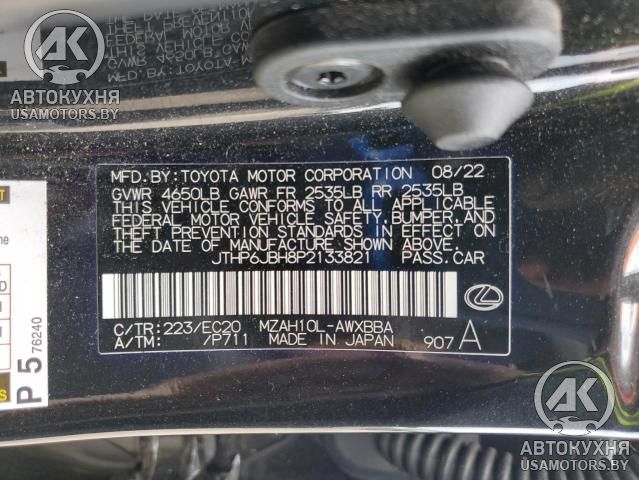 АК
АВТОКУХНЯ
USAMOTORS.BY
MFD.BY:TOYOTA MOTOR CORPORATION 08/22
GVWR 4650LB GAWR FR 2535LB RR 2535LB
THIS VEHICLE CONFORMS TO ALL APPLICABLE
FEDERAL MOTOR VEHICLE SAFETY,BUMPER,AND
THEFT PREVENTION STANDARDS IN EFFECT ON
THE DATE OF MANUFACTURE SHOWN ABOVE.
JTHP6JBH8P2133821 PASS.CAR
C/TR:223/EC20 MZAH10L-AWXBBA
A/TM: /P711 MADE IN JAPAN 907 A
P 5 76240
АК
АВТОКУХНЯ
USAMOTORS.BY